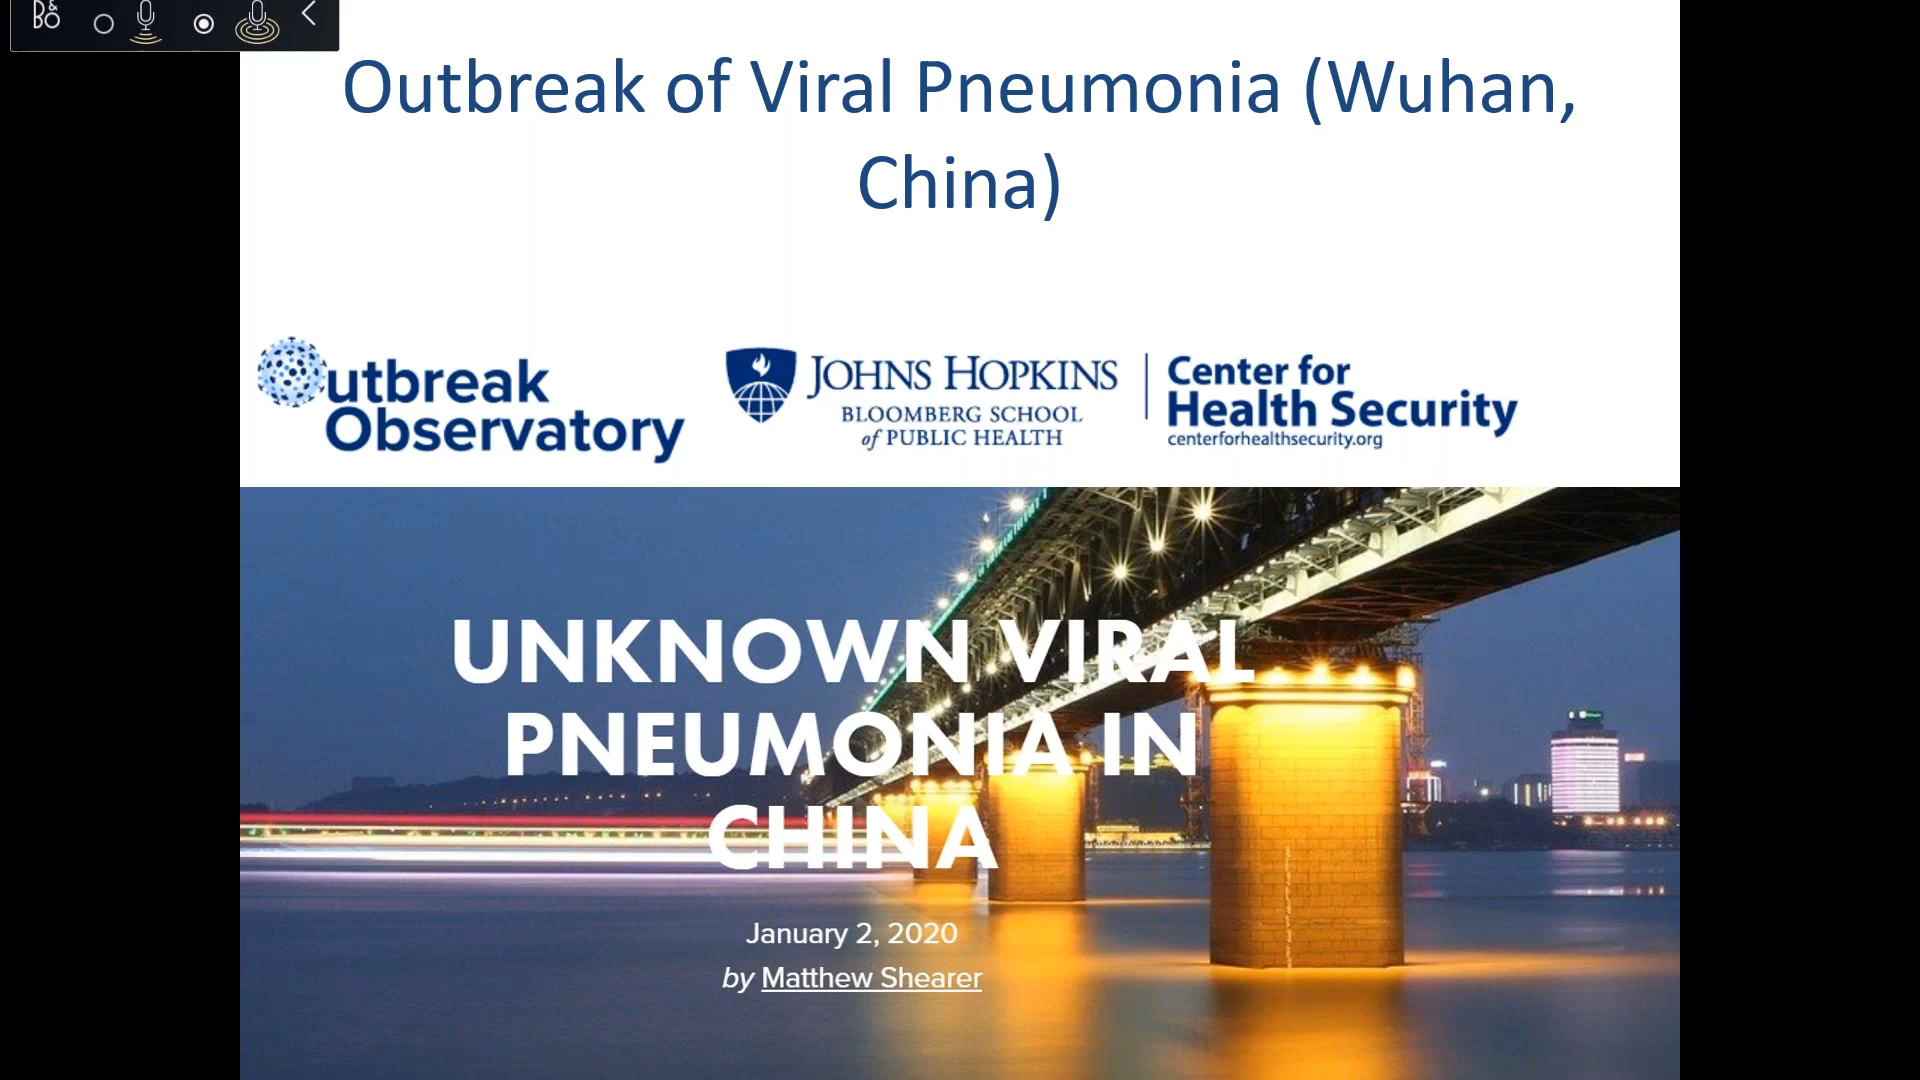 B&O
Outbreak of Viral Pneumonia (Wuhan,
China)
utbreak
Observatory
JOHNS HOPKINS
BLOOMBERG SCHOOL
of PUBLIC HEALTH
Center for
Health Security
centerforhealthsecurity.org
UNKNOWN VIRAL
PNEUMONIA IN
CHINA
January 2, 2020
by Matthew Shearer